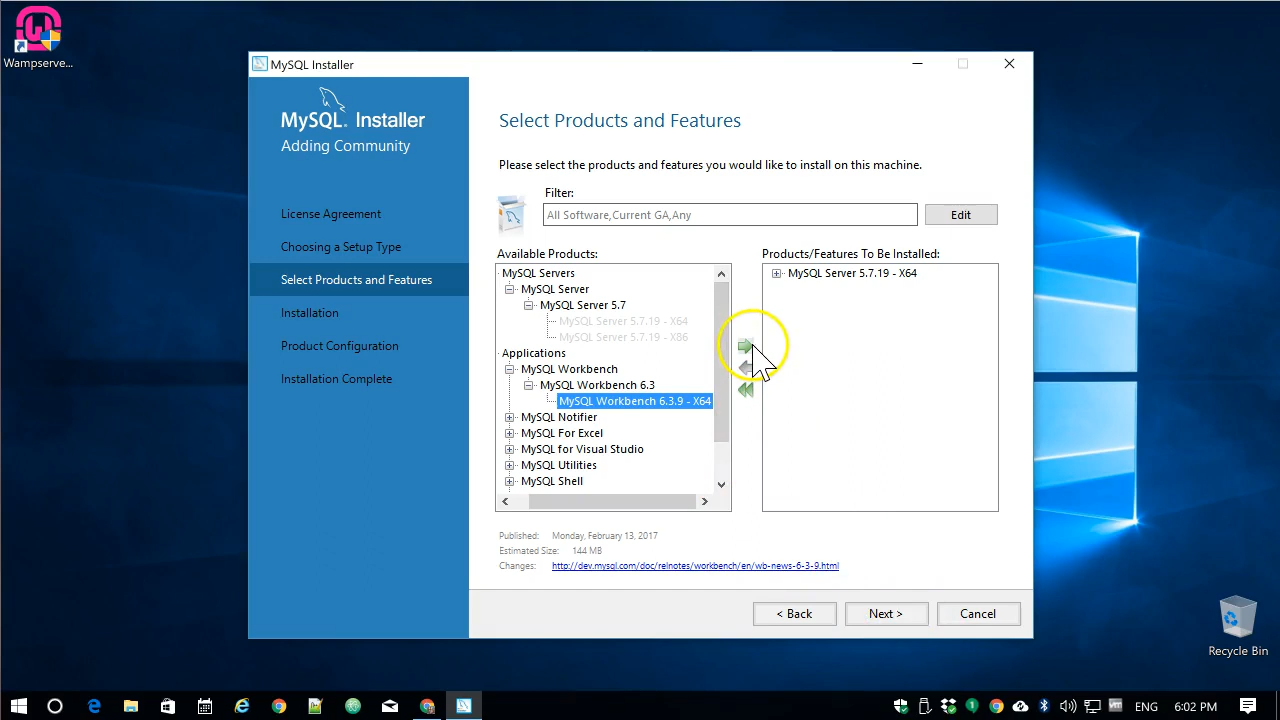 Wampserve...
MySQL Installer
MySQL Installer
Adding Community
License Agreement
Choosing a Setup Type
Select Products and Features
Installation
Product Configuration
Installation Complete
Select Products and Features
Please select the products and features you would like to install on this machine.
Filter:
All Software,Current GA,Any
Edit
Available Products:
MySQL Servers
MySQL Server
MySQL Server 5.7
MySQL Server 5.7.19 - X64
MySQL Server 5.7.19 - X86
Applications
MySQL Workbench
MySQL Workbench 6.3
MySQL Workbench 6.3.9 - X64
MySQL Notifier
MySQL For Excel
MySQL for Visual Studio
MySQL Utilities
MySQL Shell
Products/Features To Be Installed:
MySQL Server 5.7.19 - X64
Published: Monday, February 13, 2017
Estimated Size: 144 MB
Changes: http://dev.mysql.com/doc/relnotes/workbench/en/wb-news-6-3-9.html
< Back
Next >
Cancel
Recycle Bin
ENG 6:02 PM